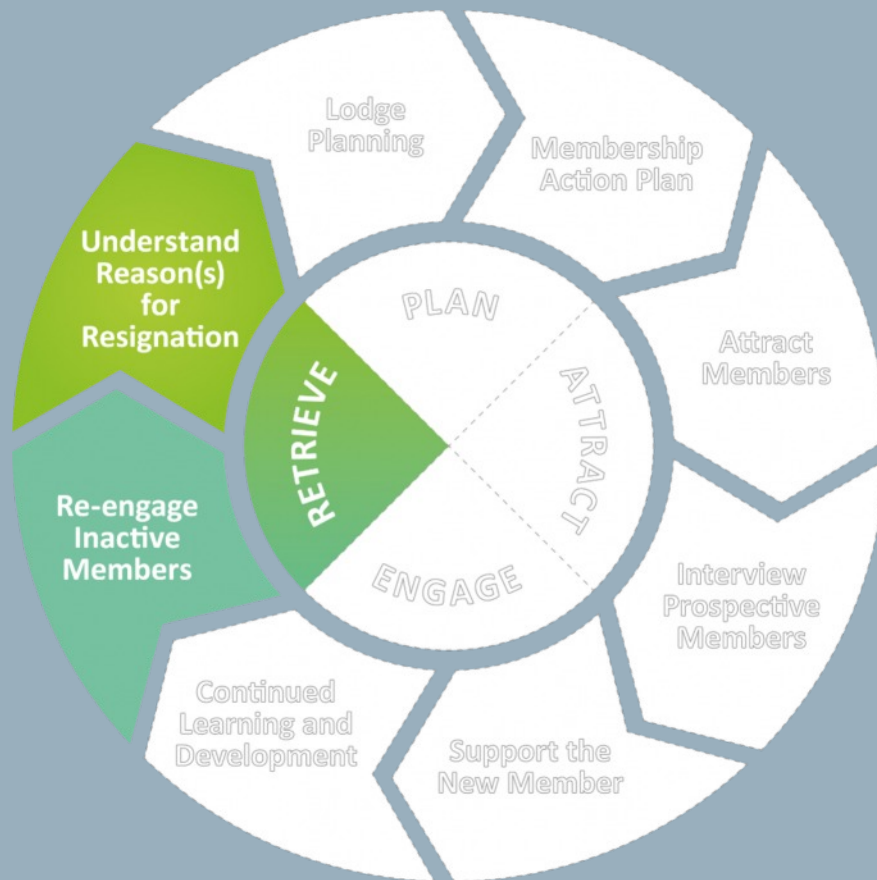 Lodge
Planning
Membership
Action Plan
Attract
Members
Interview
Prospective
Members
Support the
New Member
Continued
Learning and
Development
Re-engage
Inactive
Members
Understand
Reason(s)
for
Resignation
PLAN
ATTRACT
ENGAGE
RETRIEVE